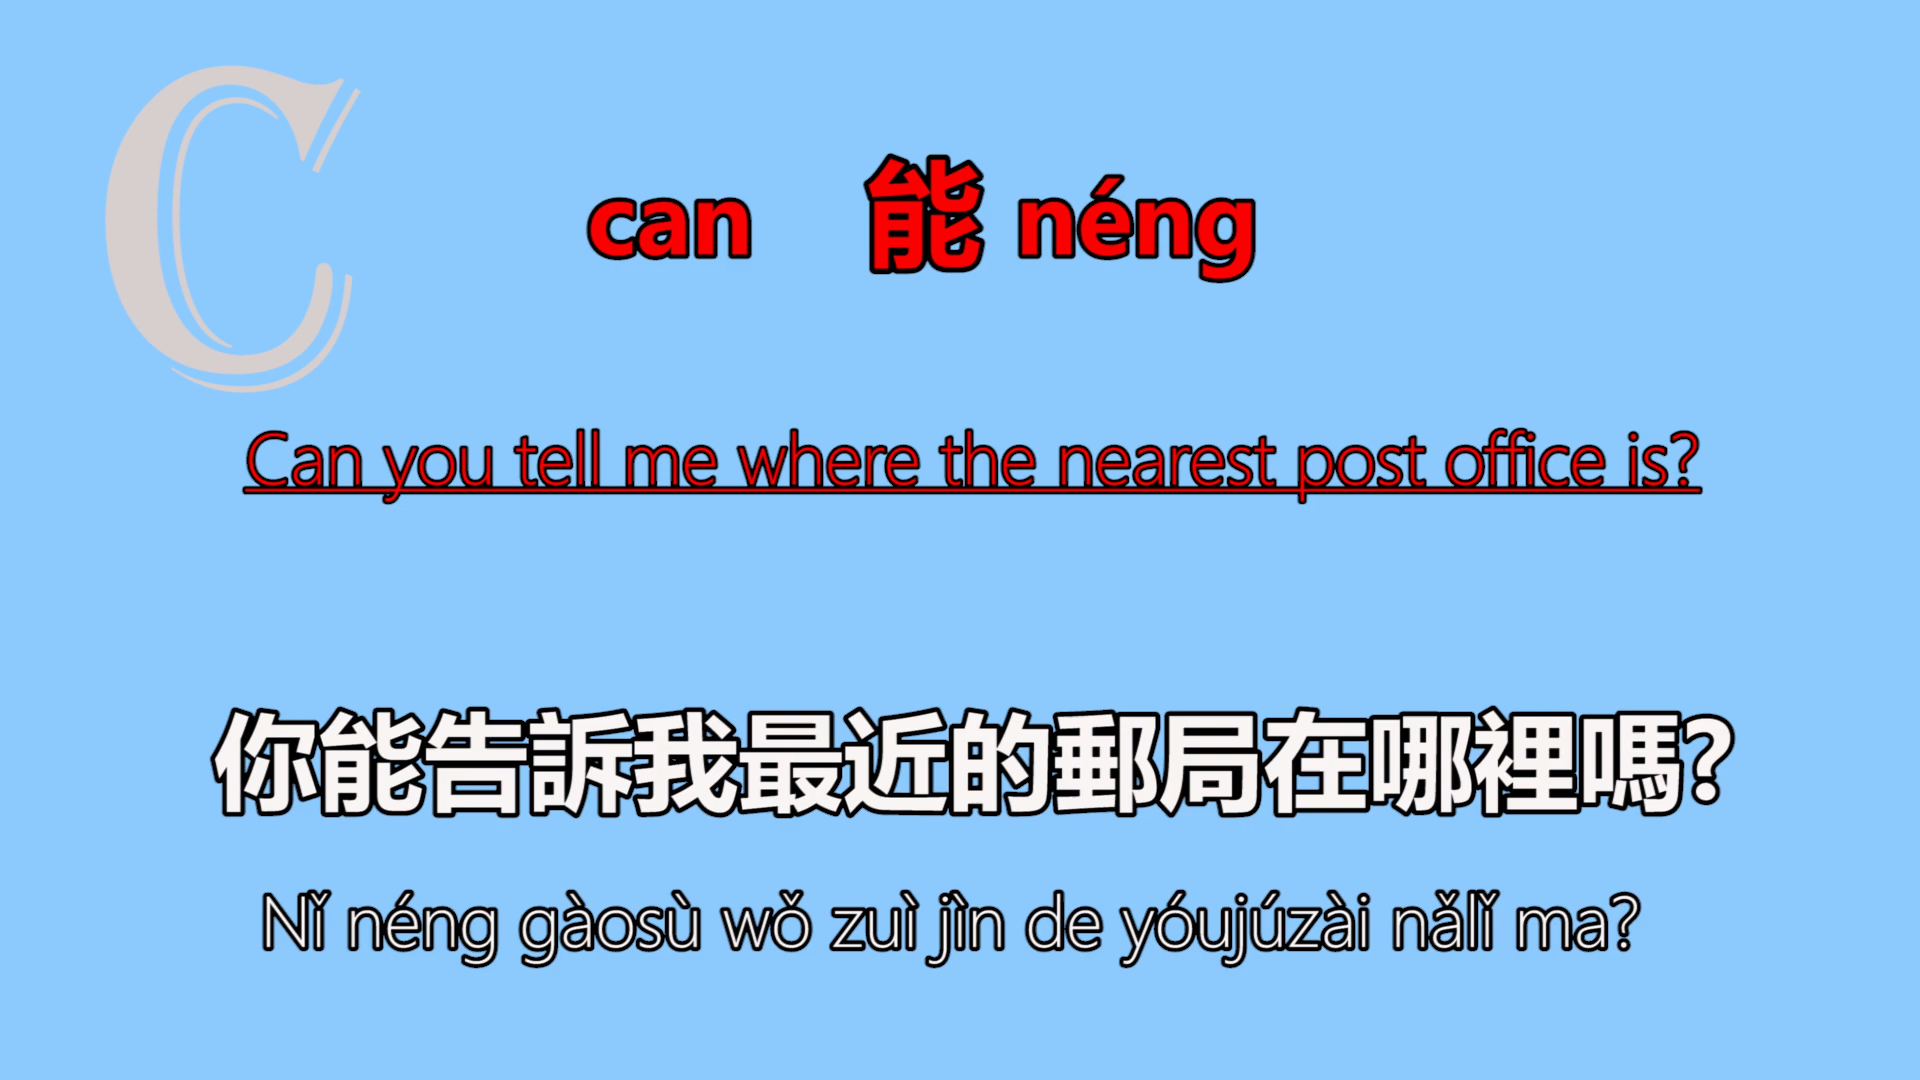 C
can 能 néng
Can you tell me where the nearest post office is?
你能告訴我最近的郵局在哪裡嗎?
Nǐ néng gàosù wǒ zuì jìn de yóujúzài nǎlǐ ma?